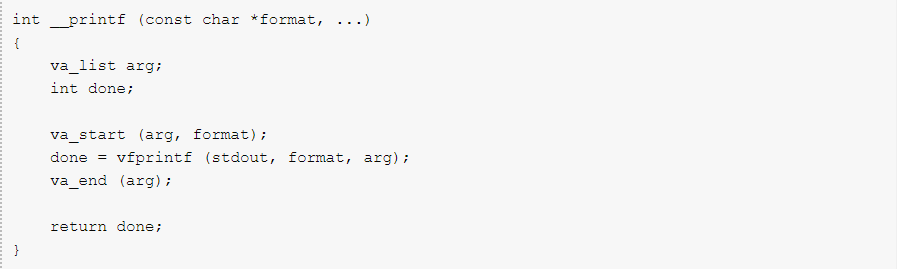 int __printf (const char *format, ...)
{
    va_list arg;
    int done;

    va_start (arg, format);
    done = vfprintf (stdout, format, arg);
    va_end (arg);

    return done;
}